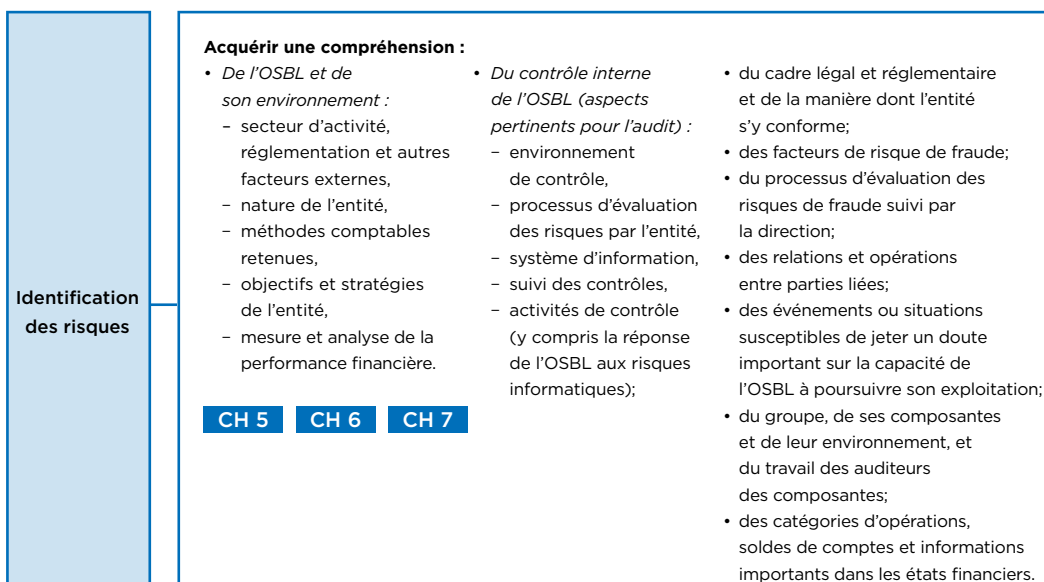 Identification
des risques
Acquérir une compréhension :
• De l'OSBL et de
son environnement :
– secteur d'activité,
réglementation et autres
facteurs externes,
– nature de l'entité,
– méthodes comptables
retenues,
– objectifs et stratégies
de l'entité,
– mesure et analyse de la
performance financière.
CH 5 CH 6 CH 7
• Du contrôle interne
de l'OSBL (aspects
pertinents pour l'audit) :
– environnement
de contrôle,
– processus d'évaluation
des risques par l'entité,
– système d'information,
– suivi des contrôles,
– activités de contrôle
(y compris la réponse
de l'OSBL aux risques
informatiques);
• du cadre légal et réglementaire
et de la manière dont l'entité
s'y conforme;
• des facteurs de risque de fraude;
• du processus d'évaluation des
risques de fraude suivi par
la direction;
• des relations et opérations
entre parties liées;
• des événements ou situations
susceptibles de jeter un doute
important sur la capacité de
l'OSBL à poursuivre son exploitation;
• du groupe, de ses composantes
et de leur environnement, et
du travail des auditeurs
des composantes;
• des catégories d'opérations,
soldes de comptes et informations
importants dans les états financiers.